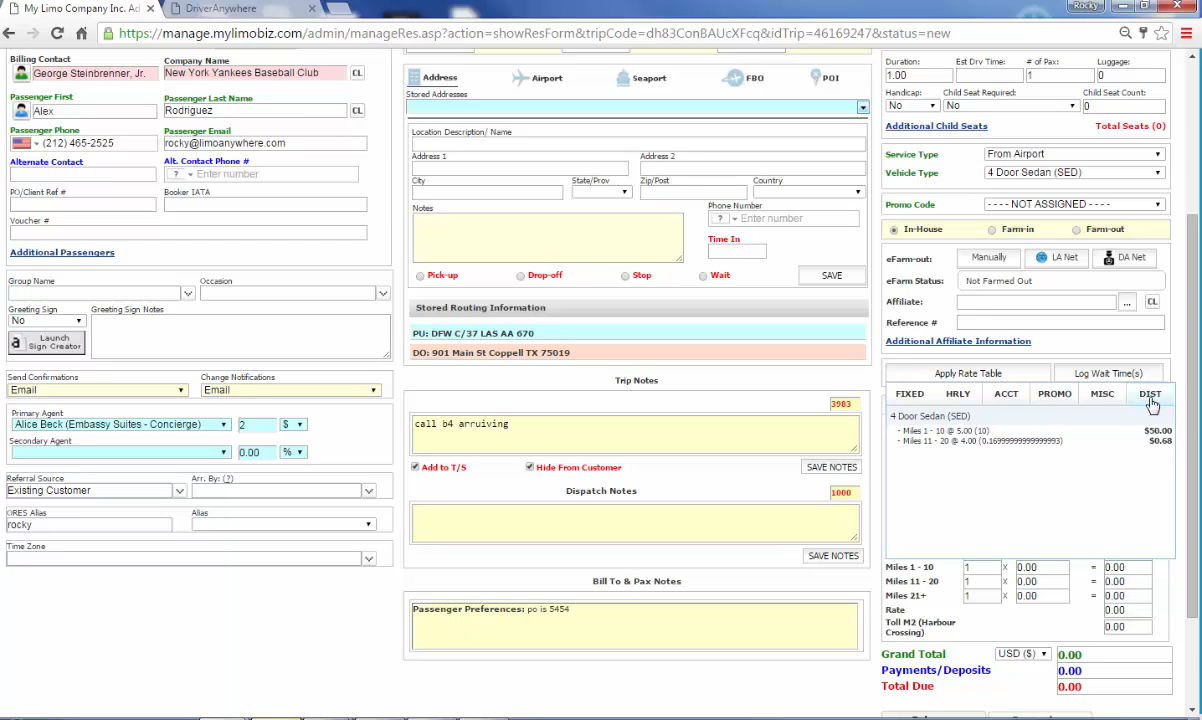 My Limo Company Inc. Ad
DriverAnywhere
Rocky
https://manage.mylimobiz.com/admin/manageRes.asp?action=showResForm&tripCode=dh83ConBAUcXFcq&idTrip=46169247&status=new
Billing Contact
Company Name
George Steinbrenner, Jr.
New York Yankees Baseball Club
CL
Passenger First
Passenger Last Name
Alex
Rodriguez
CL
Passenger Phone
Passenger Email
(212) 465-2525
rocky@limoanywhere.com
Alternate Contact
Alt. Contact Phone #
? Enter number
PO/Client Ref #
Booker IATA
Voucher #
Additional Passengers
Group Name
Occasion
Greeting Sign
Greeting Sign Notes
No
Launch
Sign Creator
Send Confirmations
Change Notifications
Email
Email
Primary Agent
Alice Beck (Embassy Suites - Concierge)
2
$
Secondary Agent
0.00
%
Referral Source
Arr. By: (?)
Existing Customer
ORES Alias
Alias
rocky
Time Zone
Address
Airport
Seaport
FBO
POI
Stored Addresses
Location Description/ Name
Address 1
Address 2
City
State/Prov
Zip/Post
Country
Notes
Phone Number
? Enter number
Time In
Pick-up
Drop-off
Stop
Wait
SAVE
Stored Routing Information
PU: DFW C/37 LAS AA 670
DO: 901 Main St Coppell TX 75019
Trip Notes
3983
call b4 arruiving
Add to T/S
Hide From Customer
SAVE NOTES
Dispatch Notes
1000
SAVE NOTES
Bill To & Pax Notes
Passenger Preferences: po is 5454
Duration:
Est Drv Time:
# of Pax:
Luggage:
1.00
1
0
Handicap:
Child Seat Required:
Child Seat Count:
No
No
0
Additional Child Seats
Total Seats (0)
Service Type
From Airport
Vehicle Type
4 Door Sedan (SED)
Promo Code
- - - - NOT ASSIGNED - - - -
In-House
Farm-in
Farm-out
eFarm-out:
Manually
LA Net
DA Net
eFarm Status:
Not Farmed Out
Affiliate:
...
CL
Reference #
Additional Affiliate Information
Apply Rate Table
Log Wait Time(s)
FIXED
HRLY
ACCT
PROMO
MISC
DIST
4 Door Sedan (SED)
- Miles 1 - 10 @ 5.00 (10)
$50.00
- Miles 11 - 20 @ 4.00 (0.16999999999999993)
$0.68
Miles 1 - 10
1 x 0.00 = 0.00
Miles 11 - 20
1 x 0.00 = 0.00
Miles 21+
1 x 0.00 = 0.00
Rate
0.00
Toll M2 (Harbour
Crossing)
0.00
Grand Total
USD ($)
0.00
Payments/Deposits
0.00
Total Due
0.00